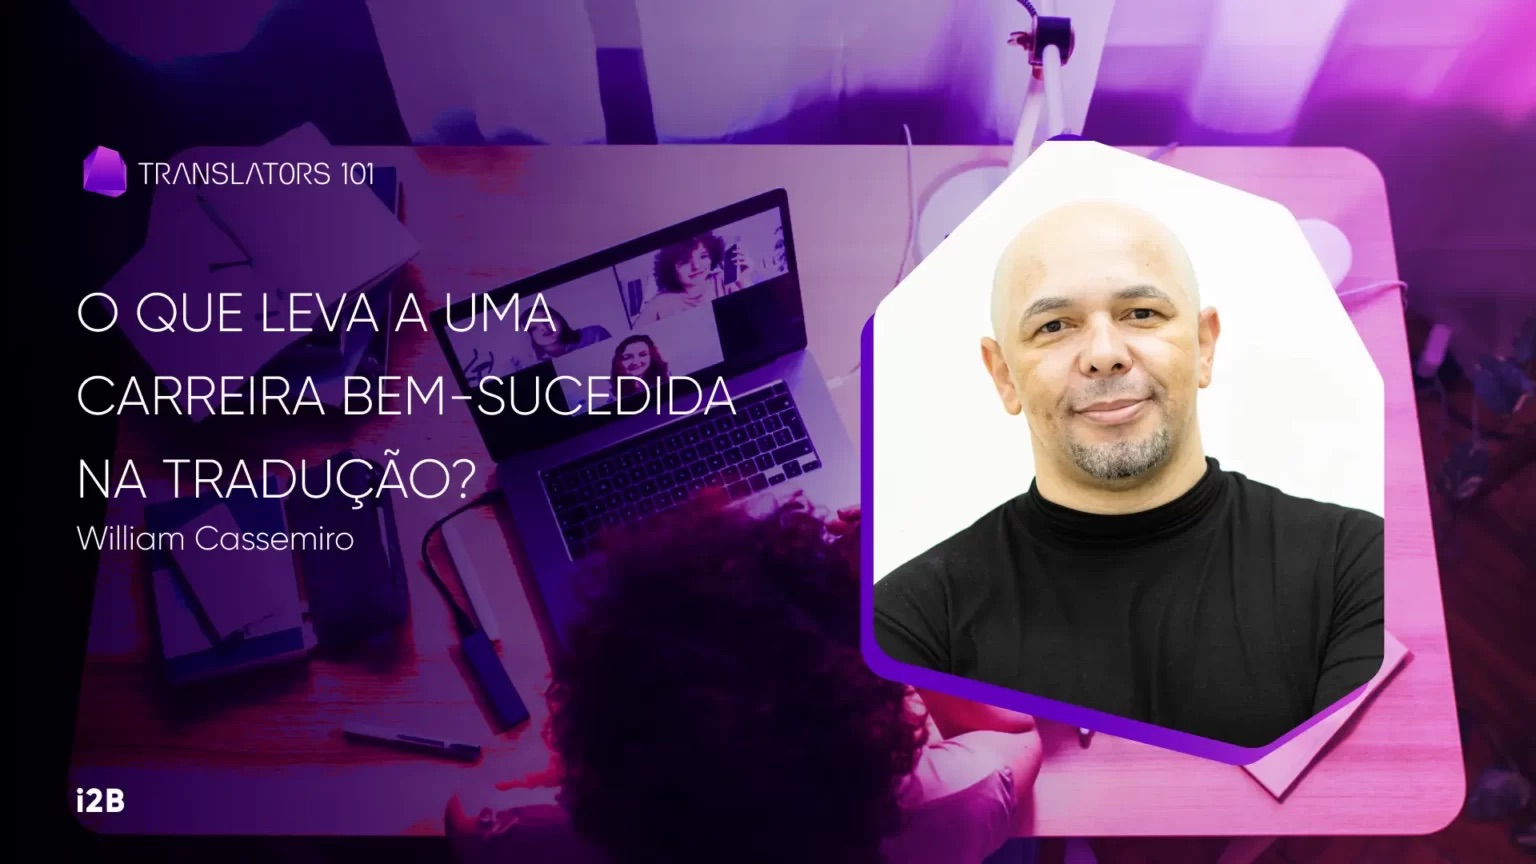 TRANSLATORS 101
O QUE LEVA A UMA
CARREIRA BEM-SUCEDIDA
NA TRADUÇÃO?
William Cassemiro
i2B